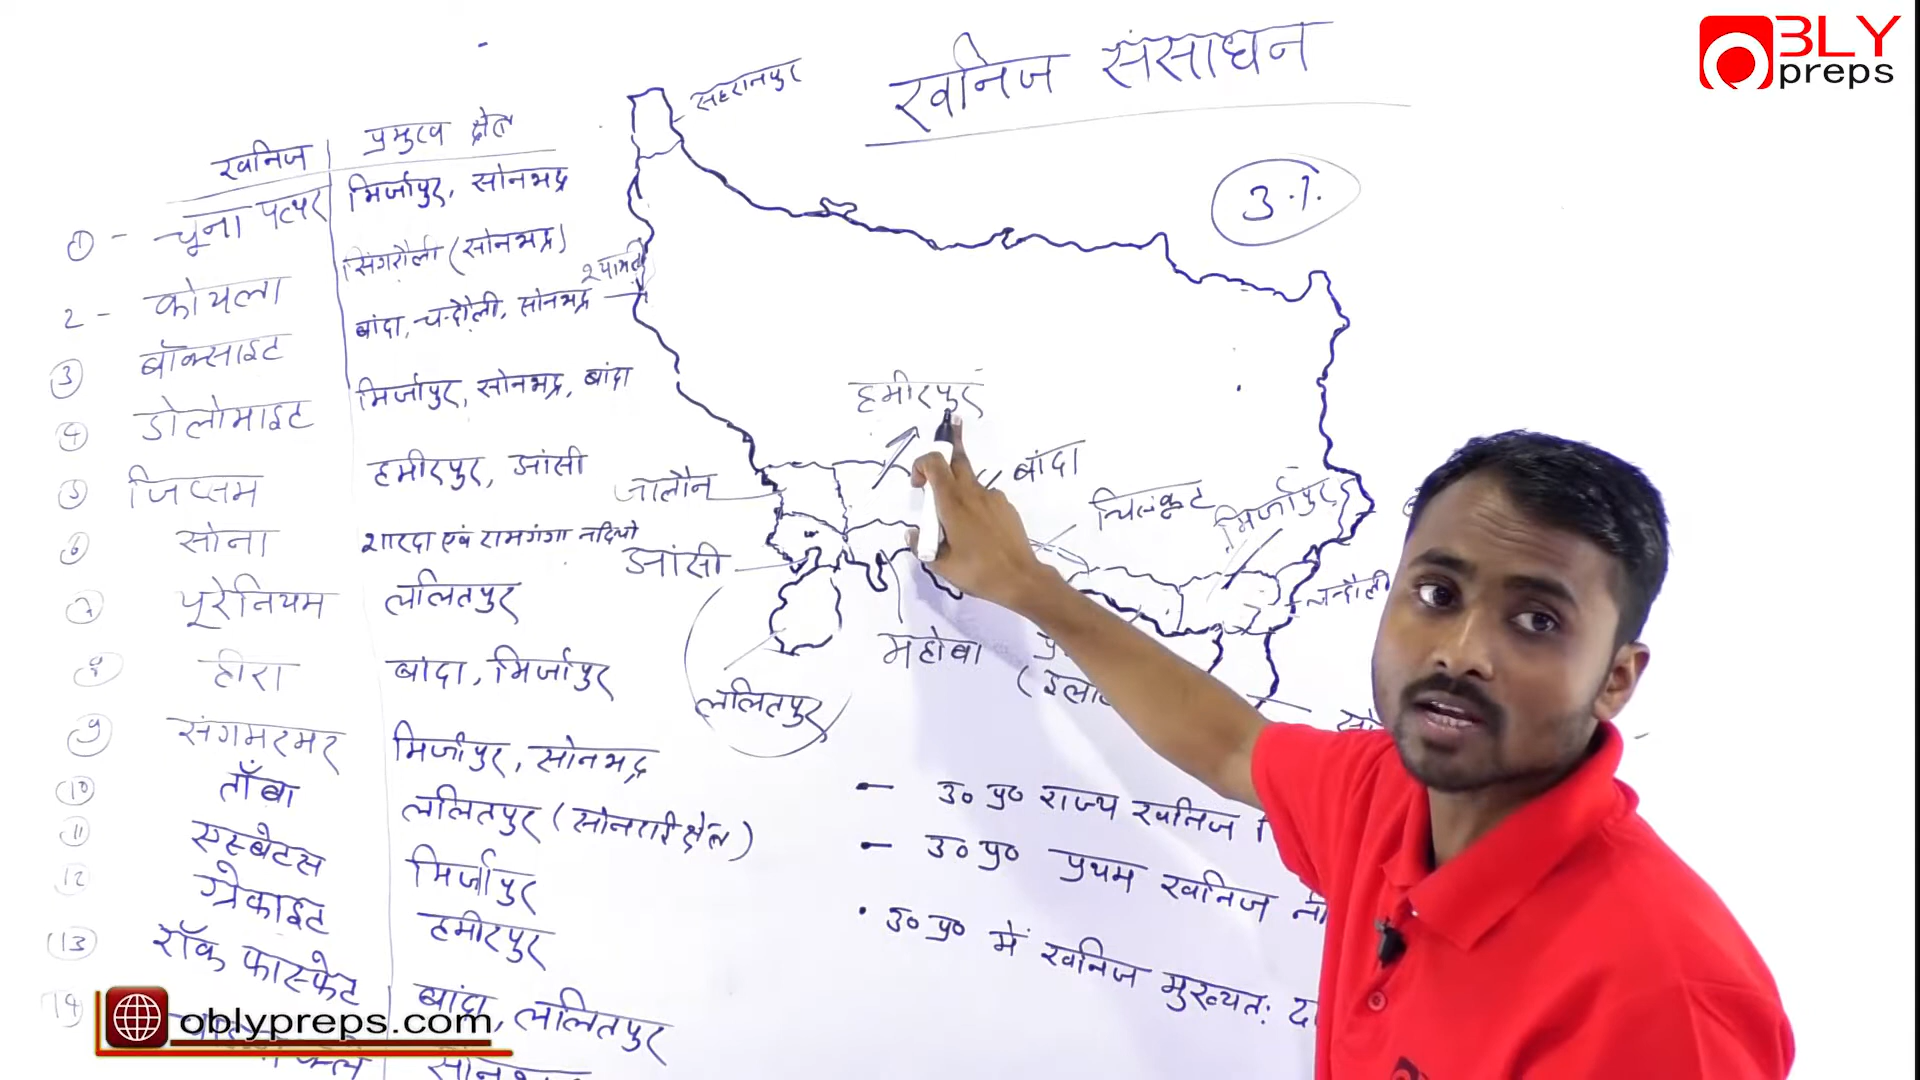 खनिज संसाधन
3BLY
preps
सहारनपुर
3.1.
खनिज | प्रमुख क्षेत्र
① - चूना पत्थर मिर्जापुर, सोनभद्र
2 - कोयला सिंगरौली (सोनभद्र)
③ बॉक्साइट बांदा, चन्दौली, सोनभद्र
④ डोलोमाइट मिर्जापुर, सोनभद्र, बांदा
⑤ जिप्सम हमीरपुर, झांसी
⑥ सोना शारदा एवं रामगंगा नदियो
⑦ यूरेनियम ललितपुर
⑧ हीरा बांदा, मिर्जापुर
⑨ संगमरमर मिर्जापुर, सोनभद्र
⑩ ताँबा ललितपुर (सोनराई क्षेत्र)
⑪ एस्बेटस मिर्जापुर
12 ग्रेफाइट हमीरपुर
(13) रॉक फास्फेट बांदा, ललितपुर
14
शामली
हमीरपुर
बांदा
जालौन
चित्रकूट
मिर्जापुर
झांसी
चन्दौली
महोबा
ललितपुर
- उ० प्र० राज्य खनिज
- उ० प्र० प्रथम खनिज
• उ० प्र० में खनिज मुख्यतः
oblypreps.com